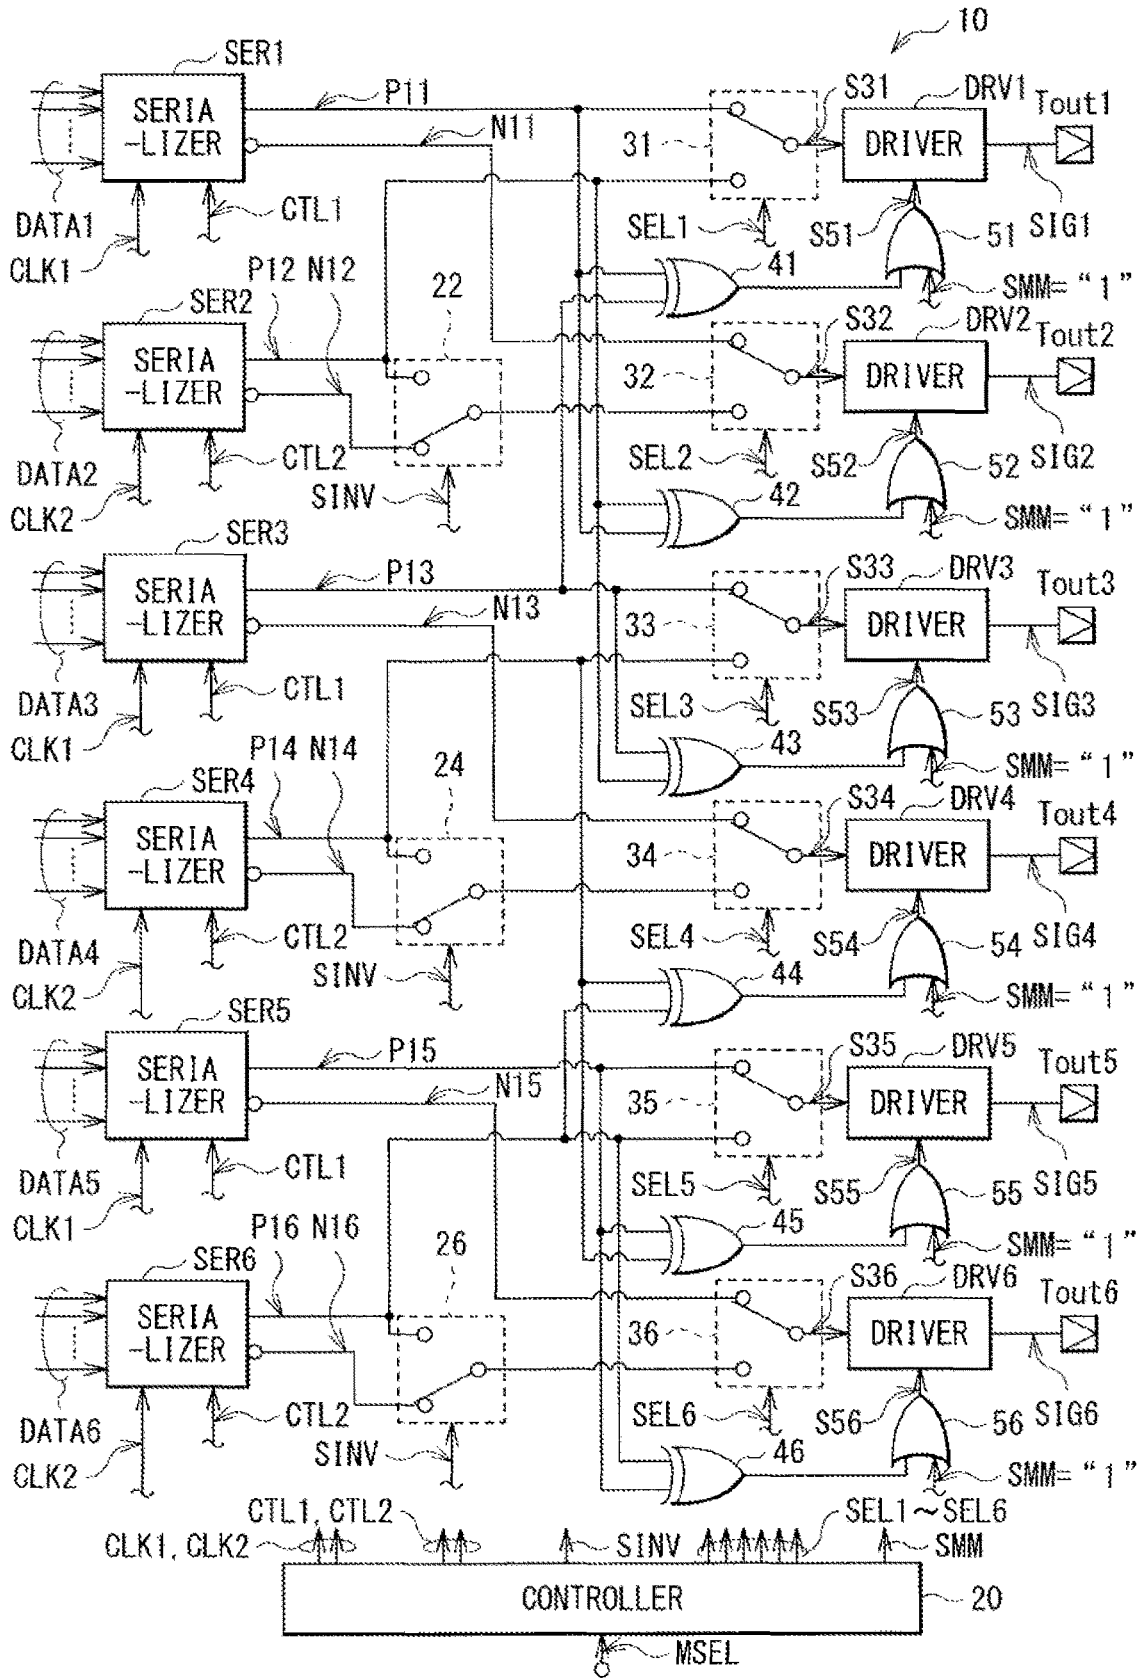 10
SER1
SERIA
-LIZER
P11
N11
DATA1
CLK1
CTL1
31
SEL1
S31
DRV1
DRIVER
Tout1
S51
51
SIG1
41
SMM= “1”
P12 N12
22
SER2
SERIA
-LIZER
DATA2
CLK2
CTL2
SINV
32
SEL2
S32
DRV2
DRIVER
Tout2
S52
52
SIG2
42
SMM= “1”
SER3
SERIA
-LIZER
P13
N13
DATA3
CLK1
CTL1
33
SEL3
S33
DRV3
DRIVER
Tout3
S53
53
SIG3
43
SMM= “1”
P14 N14
24
SER4
SERIA
-LIZER
DATA4
CLK2
CTL2
SINV
34
SEL4
S34
DRV4
DRIVER
Tout4
S54
54
SIG4
44
SMM= “1”
SER5
SERIA
-LIZER
P15
N15
DATA5
CLK1
CTL1
35
SEL5
S35
DRV5
DRIVER
Tout5
S55
55
SIG5
45
SMM= “1”
P16 N16
26
SER6
SERIA
-LIZER
DATA6
CLK2
CTL2
SINV
36
SEL6
S36
DRV6
DRIVER
Tout6
S56
56
SIG6
46
SMM= “1”
CTL1, CTL2
CLK1, CLK2
SINV
SEL1～SEL6
SMM
CONTROLLER
20
MSEL